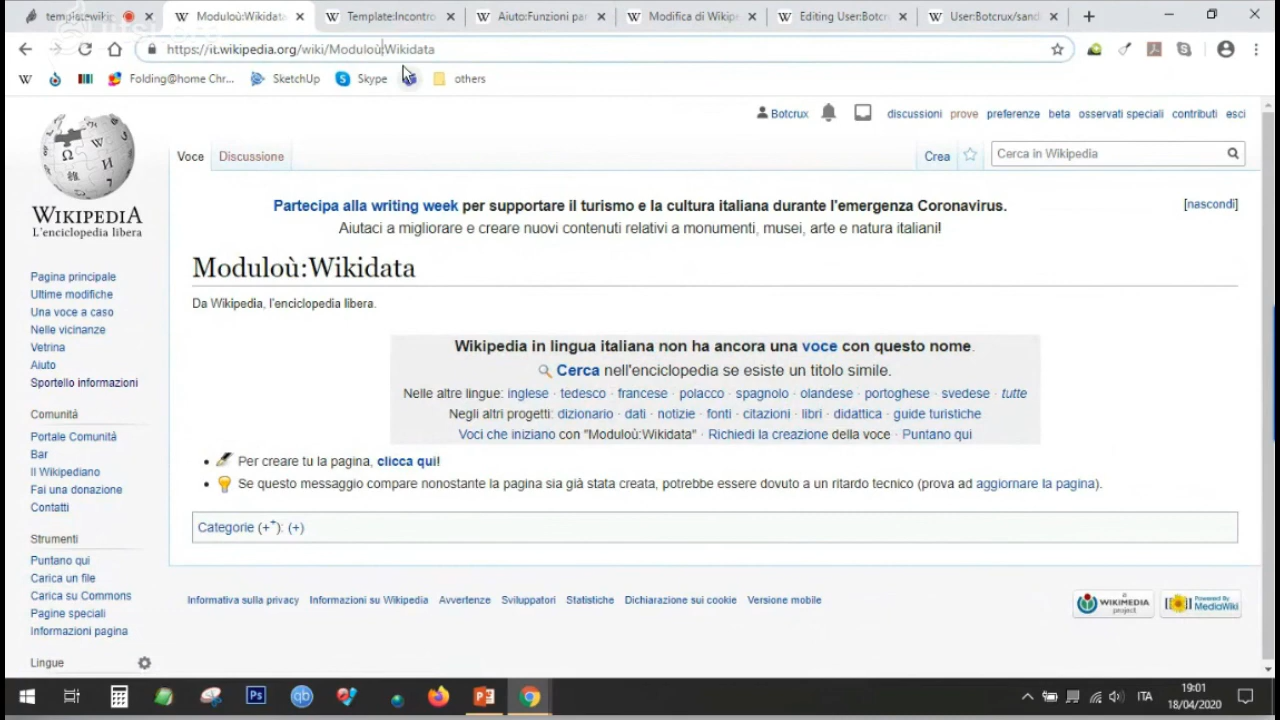 tempiatewiki
Moduloù:Wikidata
Template:Incontro
Aiuto:Funzioni par
Modifica di Wikip
Editing User:Botcr
User:Botcrux/sand
https://it.wikipedia.org/wiki/Moduloù:Wikidata
Folding@home Chr...
SketchUp
Skype
others
Botcrux
discussioni
prove
preferenze
beta
osservati speciali
contributi
esci
Voce
Discussione
Crea
Cerca in Wikipedia
WIKIPEDIA
L'enciclopedia libera
Partecipa alla writing week per supportare il turismo e la cultura italiana durante l'emergenza Coronavirus.
[nascondi]
Aiutaci a migliorare e creare nuovi contenuti relativi a monumenti, musei, arte e natura italiani!
Moduloù:Wikidata
Da Wikipedia, l'enciclopedia libera.
Wikipedia in lingua italiana non ha ancora una voce con questo nome.
Cerca nell'enciclopedia se esiste un titolo simile.
Nelle altre lingue: inglese · tedesco · francese · polacco · spagnolo · olandese · portoghese · svedese · tutte
Negli altri progetti: dizionario · dati · notizie · fonti · citazioni · libri · didattica · guide turistiche
Voci che iniziano con "Moduloù:Wikidata" · Richiedi la creazione della voce · Puntano qui
Per creare tu la pagina, clicca qui!
Se questo messaggio compare nonostante la pagina sia già stata creata, potrebbe essere dovuto a un ritardo tecnico (prova ad aggiornare la pagina).
Categorie (++): (+)
Pagina principale
Ultime modifiche
Una voce a caso
Nelle vicinanze
Vetrina
Aiuto
Sportello informazioni
Comunità
Portale Comunità
Bar
Il Wikipediano
Fai una donazione
Contatti
Strumenti
Puntano qui
Carica un file
Carica su Commons
Pagine speciali
Informazioni pagina
Lingue
Informativa sulla privacy
Informazioni su Wikipedia
Avvertenze
Sviluppatori
Statistiche
Dichiarazione sui cookie
Versione mobile
A WIKIMEDIA project
Powered By MediaWiki
ITA
19:01
18/04/2020